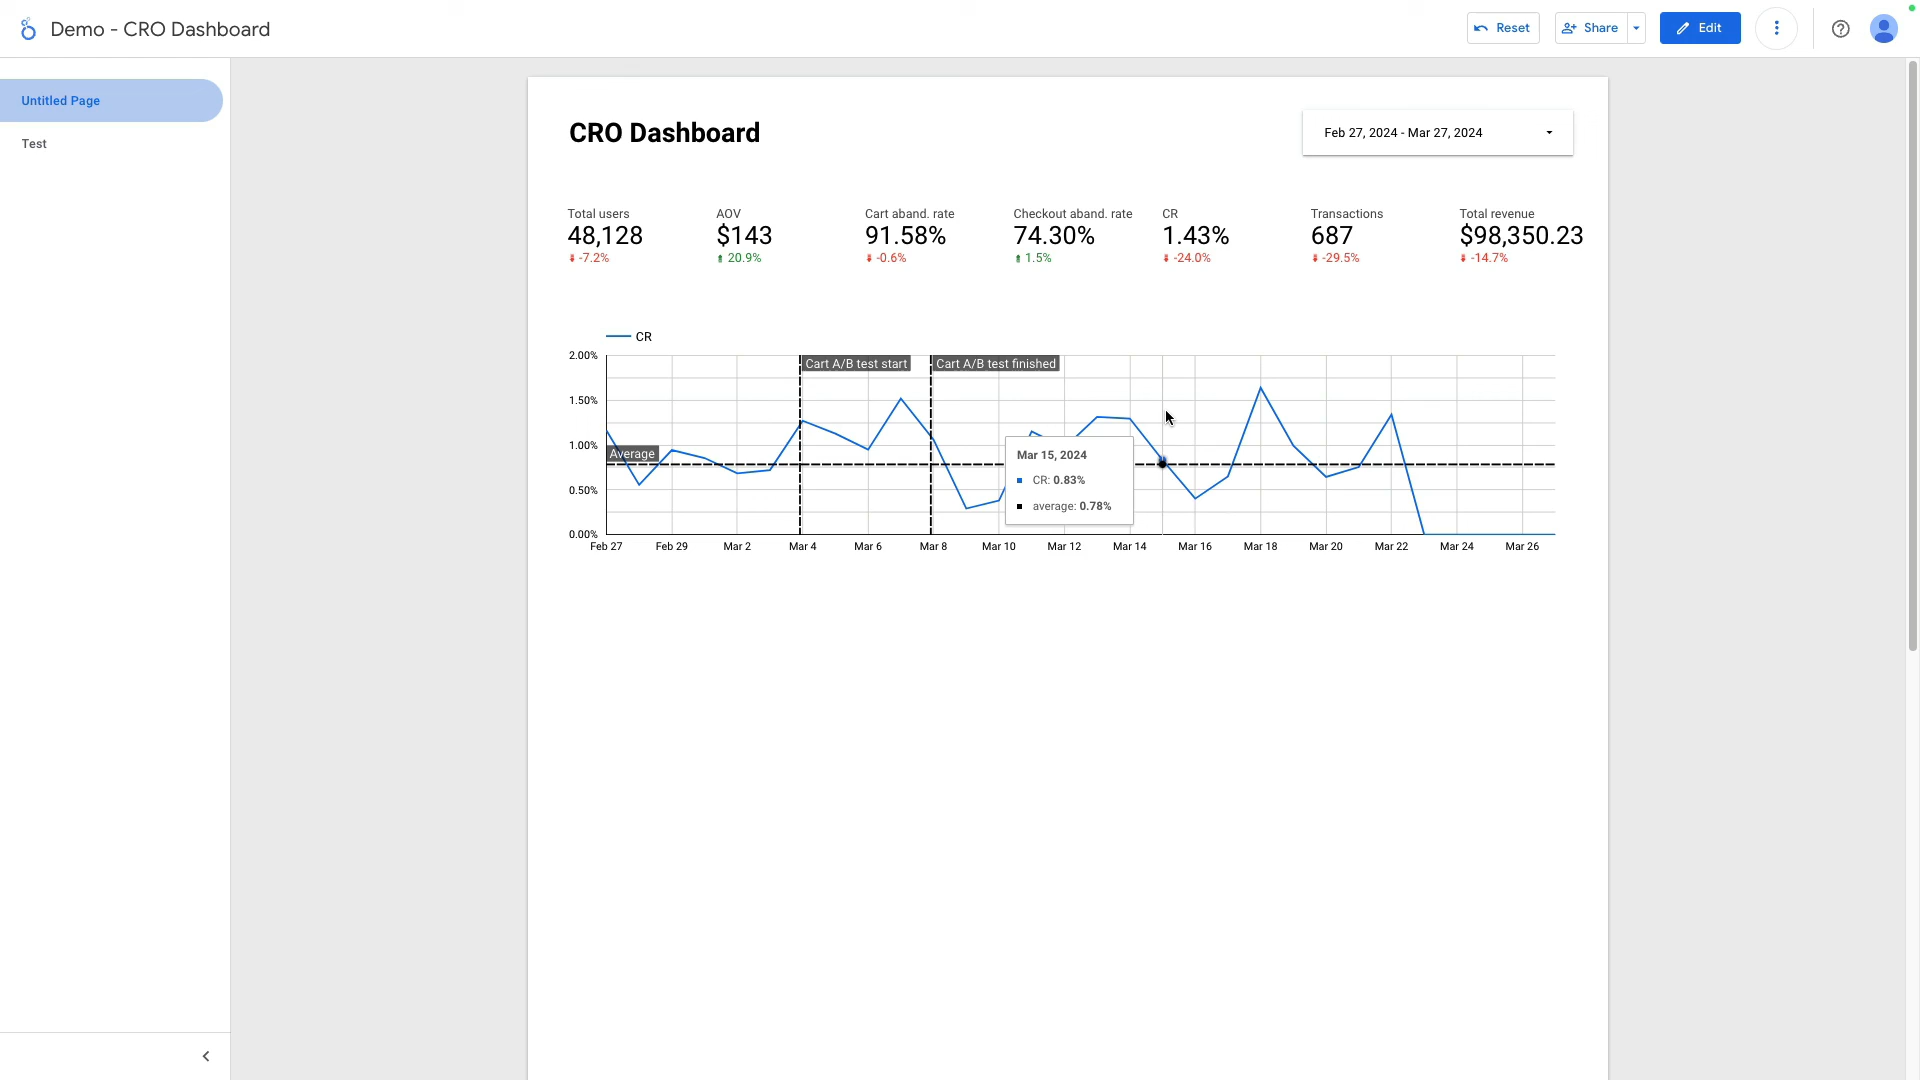 Demo - CRO Dashboard
Reset
Share
Edit
Untitled Page
Test
CRO Dashboard
Feb 27, 2024 - Mar 27, 2024
Total users
48,128
-7.2%
AOV
$143
20.9%
Cart aband. rate
91.58%
-0.6%
Checkout aband. rate
74.30%
1.5%
CR
1.43%
-24.0%
Transactions
687
-29.5%
Total revenue
$98,350.23
-14.7%
CR
2.00%
1.50%
1.00%
0.50%
0.00%
Cart A/B test start
Cart A/B test finished
Average
Mar 15, 2024
CR: 0.83%
average: 0.78%
Feb 27
Feb 29
Mar 2
Mar 4
Mar 6
Mar 8
Mar 10
Mar 12
Mar 14
Mar 16
Mar 18
Mar 20
Mar 22
Mar 24
Mar 26